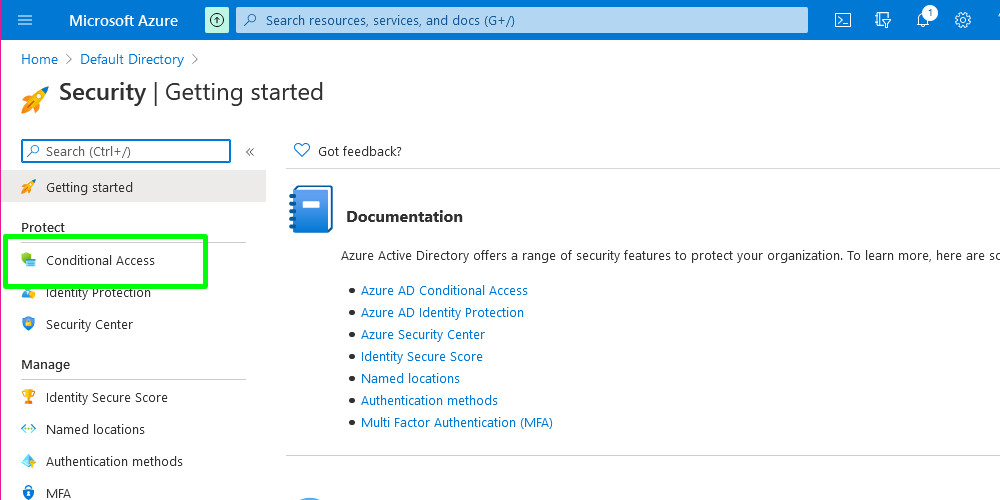 Microsoft Azure
Search resources, services, and docs (G+/)
1
Home > Default Directory >
Security | Getting started
Search (Ctrl+/)
«
Got feedback?
Getting started
Documentation
Protect
Azure Active Directory offers a range of security features to protect your organization. To learn more, here are
Conditional Access
Identity Protection
Security Center
• Azure AD Conditional Access
• Azure AD Identity Protection
• Azure Security Center
• Identity Secure Score
• Named locations
• Authentication methods
• Multi Factor Authentication (MFA)
Manage
Identity Secure Score
Named locations
Authentication methods
MFA